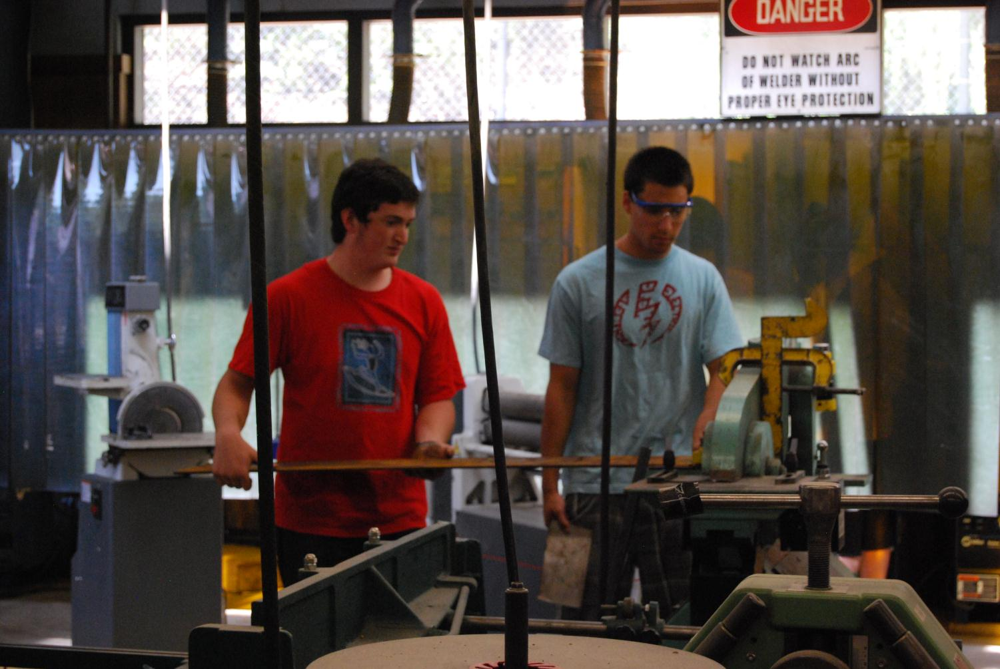 DANGER
DO NOT WATCH ARC
OF WELDER WITHOUT
PROPER EYE PROTECTION